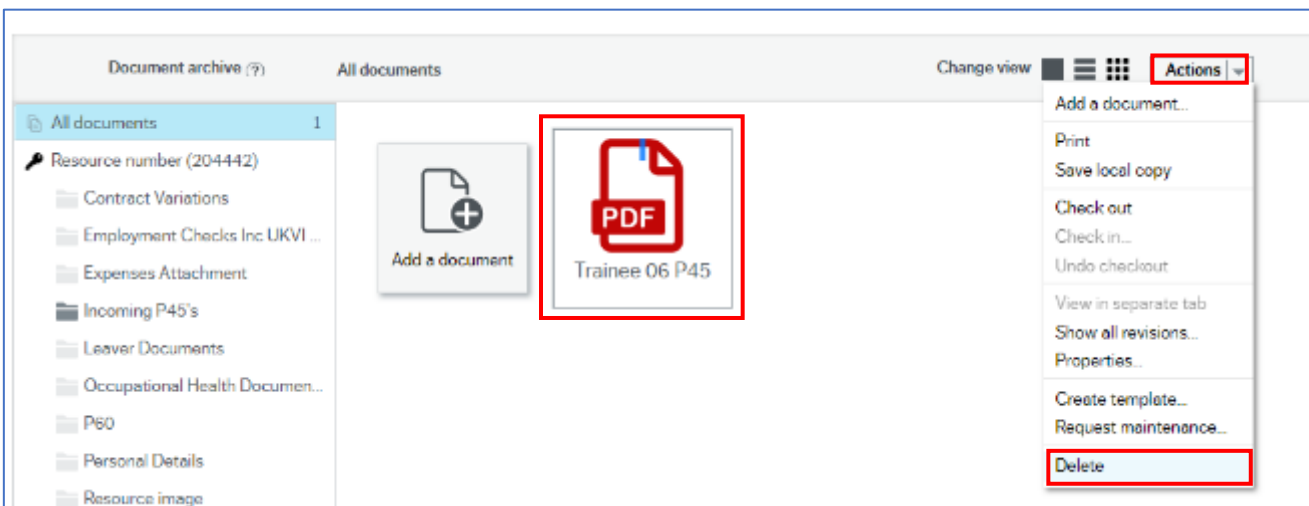 Document archive (?)
All documents
Change view
Actions
All documents 1
Resource number (204442)
Contract Variations
Employment Checks Inc UKVI ...
Expenses Attachment
Incoming P45's
Leaver Documents
Occupational Health Documen...
P60
Personal Details
Resource image
Add a document
PDF
Trainee 06 P45
Add a document...
Print
Save local copy
Check out
Check in...
Undo checkout
View in separate tab
Show all revisions...
Properties...
Create template...
Request maintenance...
Delete